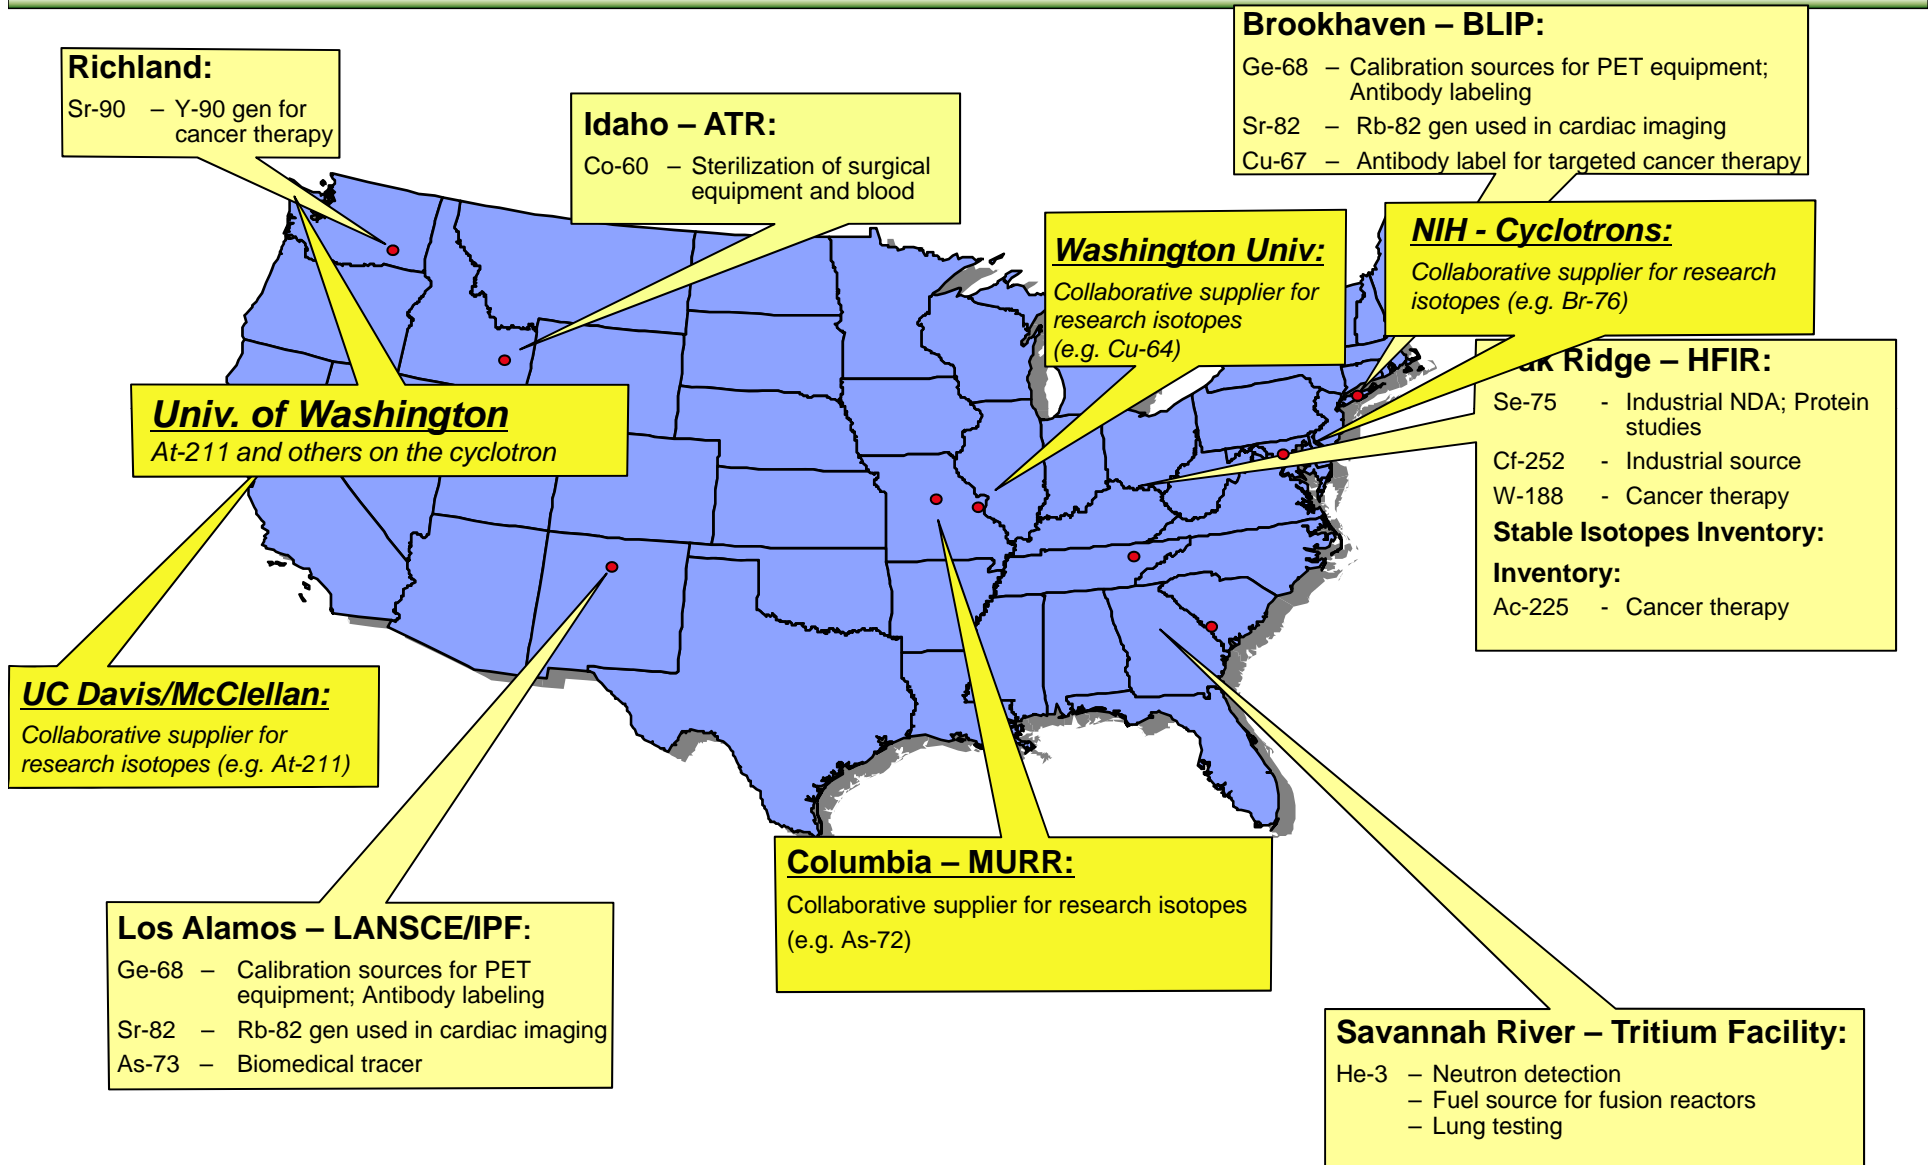 Brookhaven – BLIP:
Ge-68 – Calibration sources for PET equipment;
Antibody labeling
Sr-82 – Rb-82 gen used in cardiac imaging
Cu-67 – Antibody label for targeted cancer therapy
Richland:
Sr-90 – Y-90 gen for
cancer therapy
Idaho – ATR:
Co-60 – Sterilization of surgical
equipment and blood
Washington Univ:
Collaborative supplier for
research isotopes
(e.g. Cu-64)
NIH - Cyclotrons:
Collaborative supplier for research
isotopes (e.g. Br-76)
Univ. of Washington
At-211 and others on the cyclotron
Ridge – HFIR:
Se-75 - Industrial NDA; Protein
studies
Cf-252 - Industrial source
W-188 - Cancer therapy
Stable Isotopes Inventory:
Inventory:
Ac-225 - Cancer therapy
UC Davis/McClellan:
Collaborative supplier for
research isotopes (e.g. At-211)
Columbia – MURR:
Collaborative supplier for research isotopes
(e.g. As-72)
Los Alamos – LANSCE/IPF:
Ge-68 – Calibration sources for PET
equipment; Antibody labeling
Sr-82 – Rb-82 gen used in cardiac imaging
As-73 – Biomedical tracer
Savannah River – Tritium Facility:
He-3 – Neutron detection
– Fuel source for fusion reactors
– Lung testing